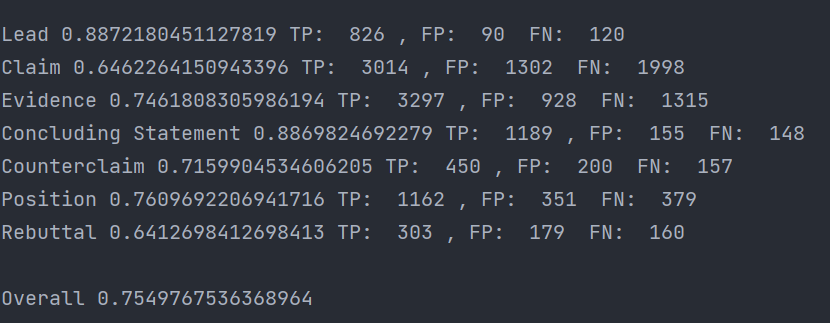 Lead 0.8872180451127819 TP:  826 , FP:  90  FN:  120
Claim 0.6462264150943396 TP:  3014 , FP:  1302  FN:  1998
Evidence 0.7461808305986194 TP:  3297 , FP:  928  FN:  1315
Concluding Statement 0.8869824692279 TP:  1189 , FP:  155  FN:  148
Counterclaim 0.7159904534606205 TP:  450 , FP:  200  FN:  157
Position 0.7609692206941716 TP:  1162 , FP:  351  FN:  379
Rebuttal 0.6412698412698413 TP:  303 , FP:  179  FN:  160
Overall 0.7549767536368964